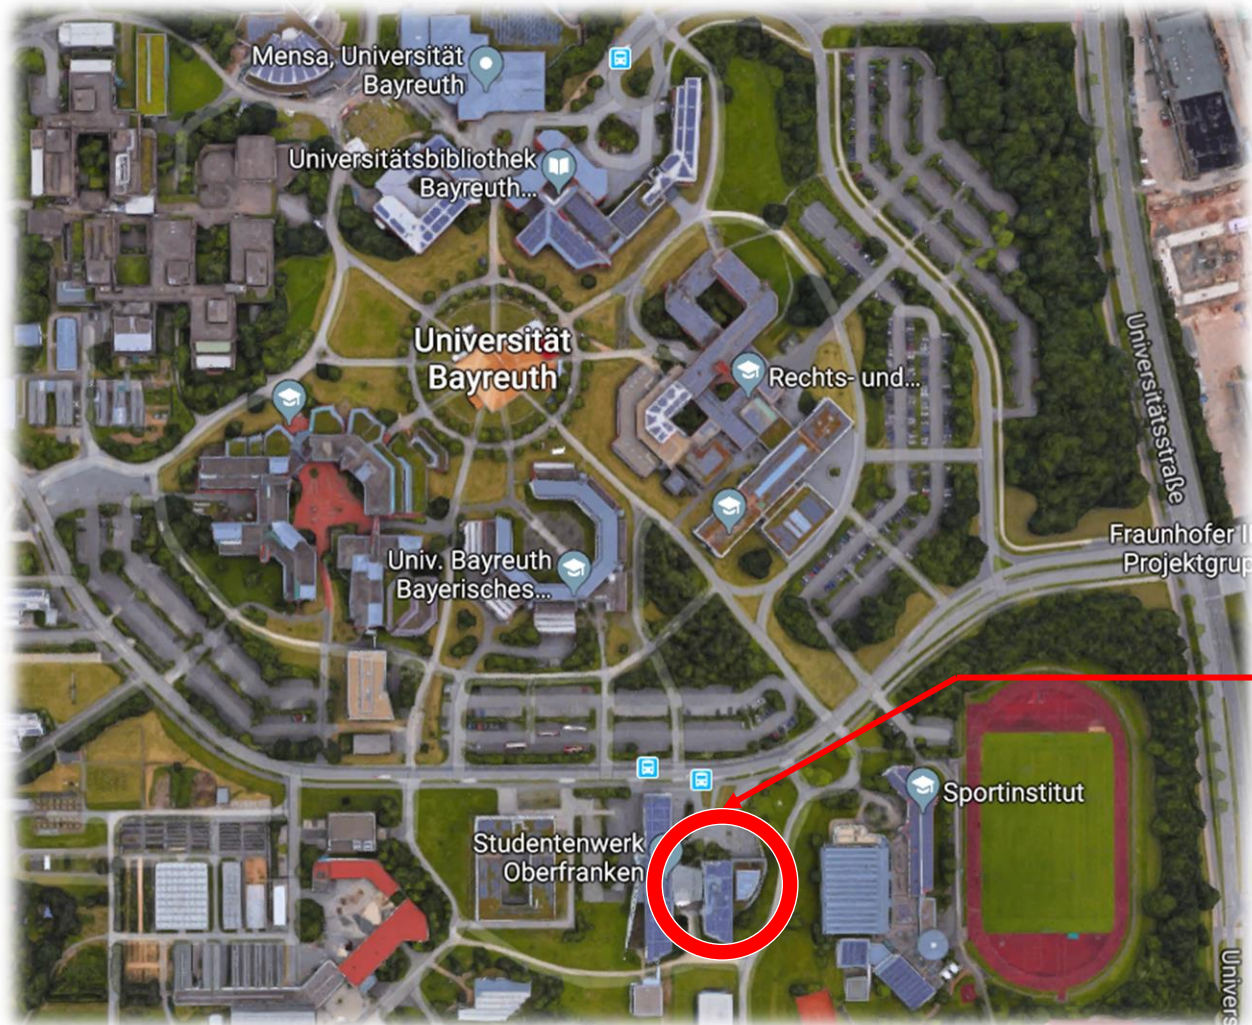 Mensa, Universität
Bayreuth
Universitätsbibliothek
Bayreuth...
Universität
Bayreuth
Rechts- und...
Universitätsstraße
Univ. Bayreuth
Bayerisches...
Fraunhofer I
Projektgrup
Sportinstitut
Studentenwerk
Oberfranken
Univers